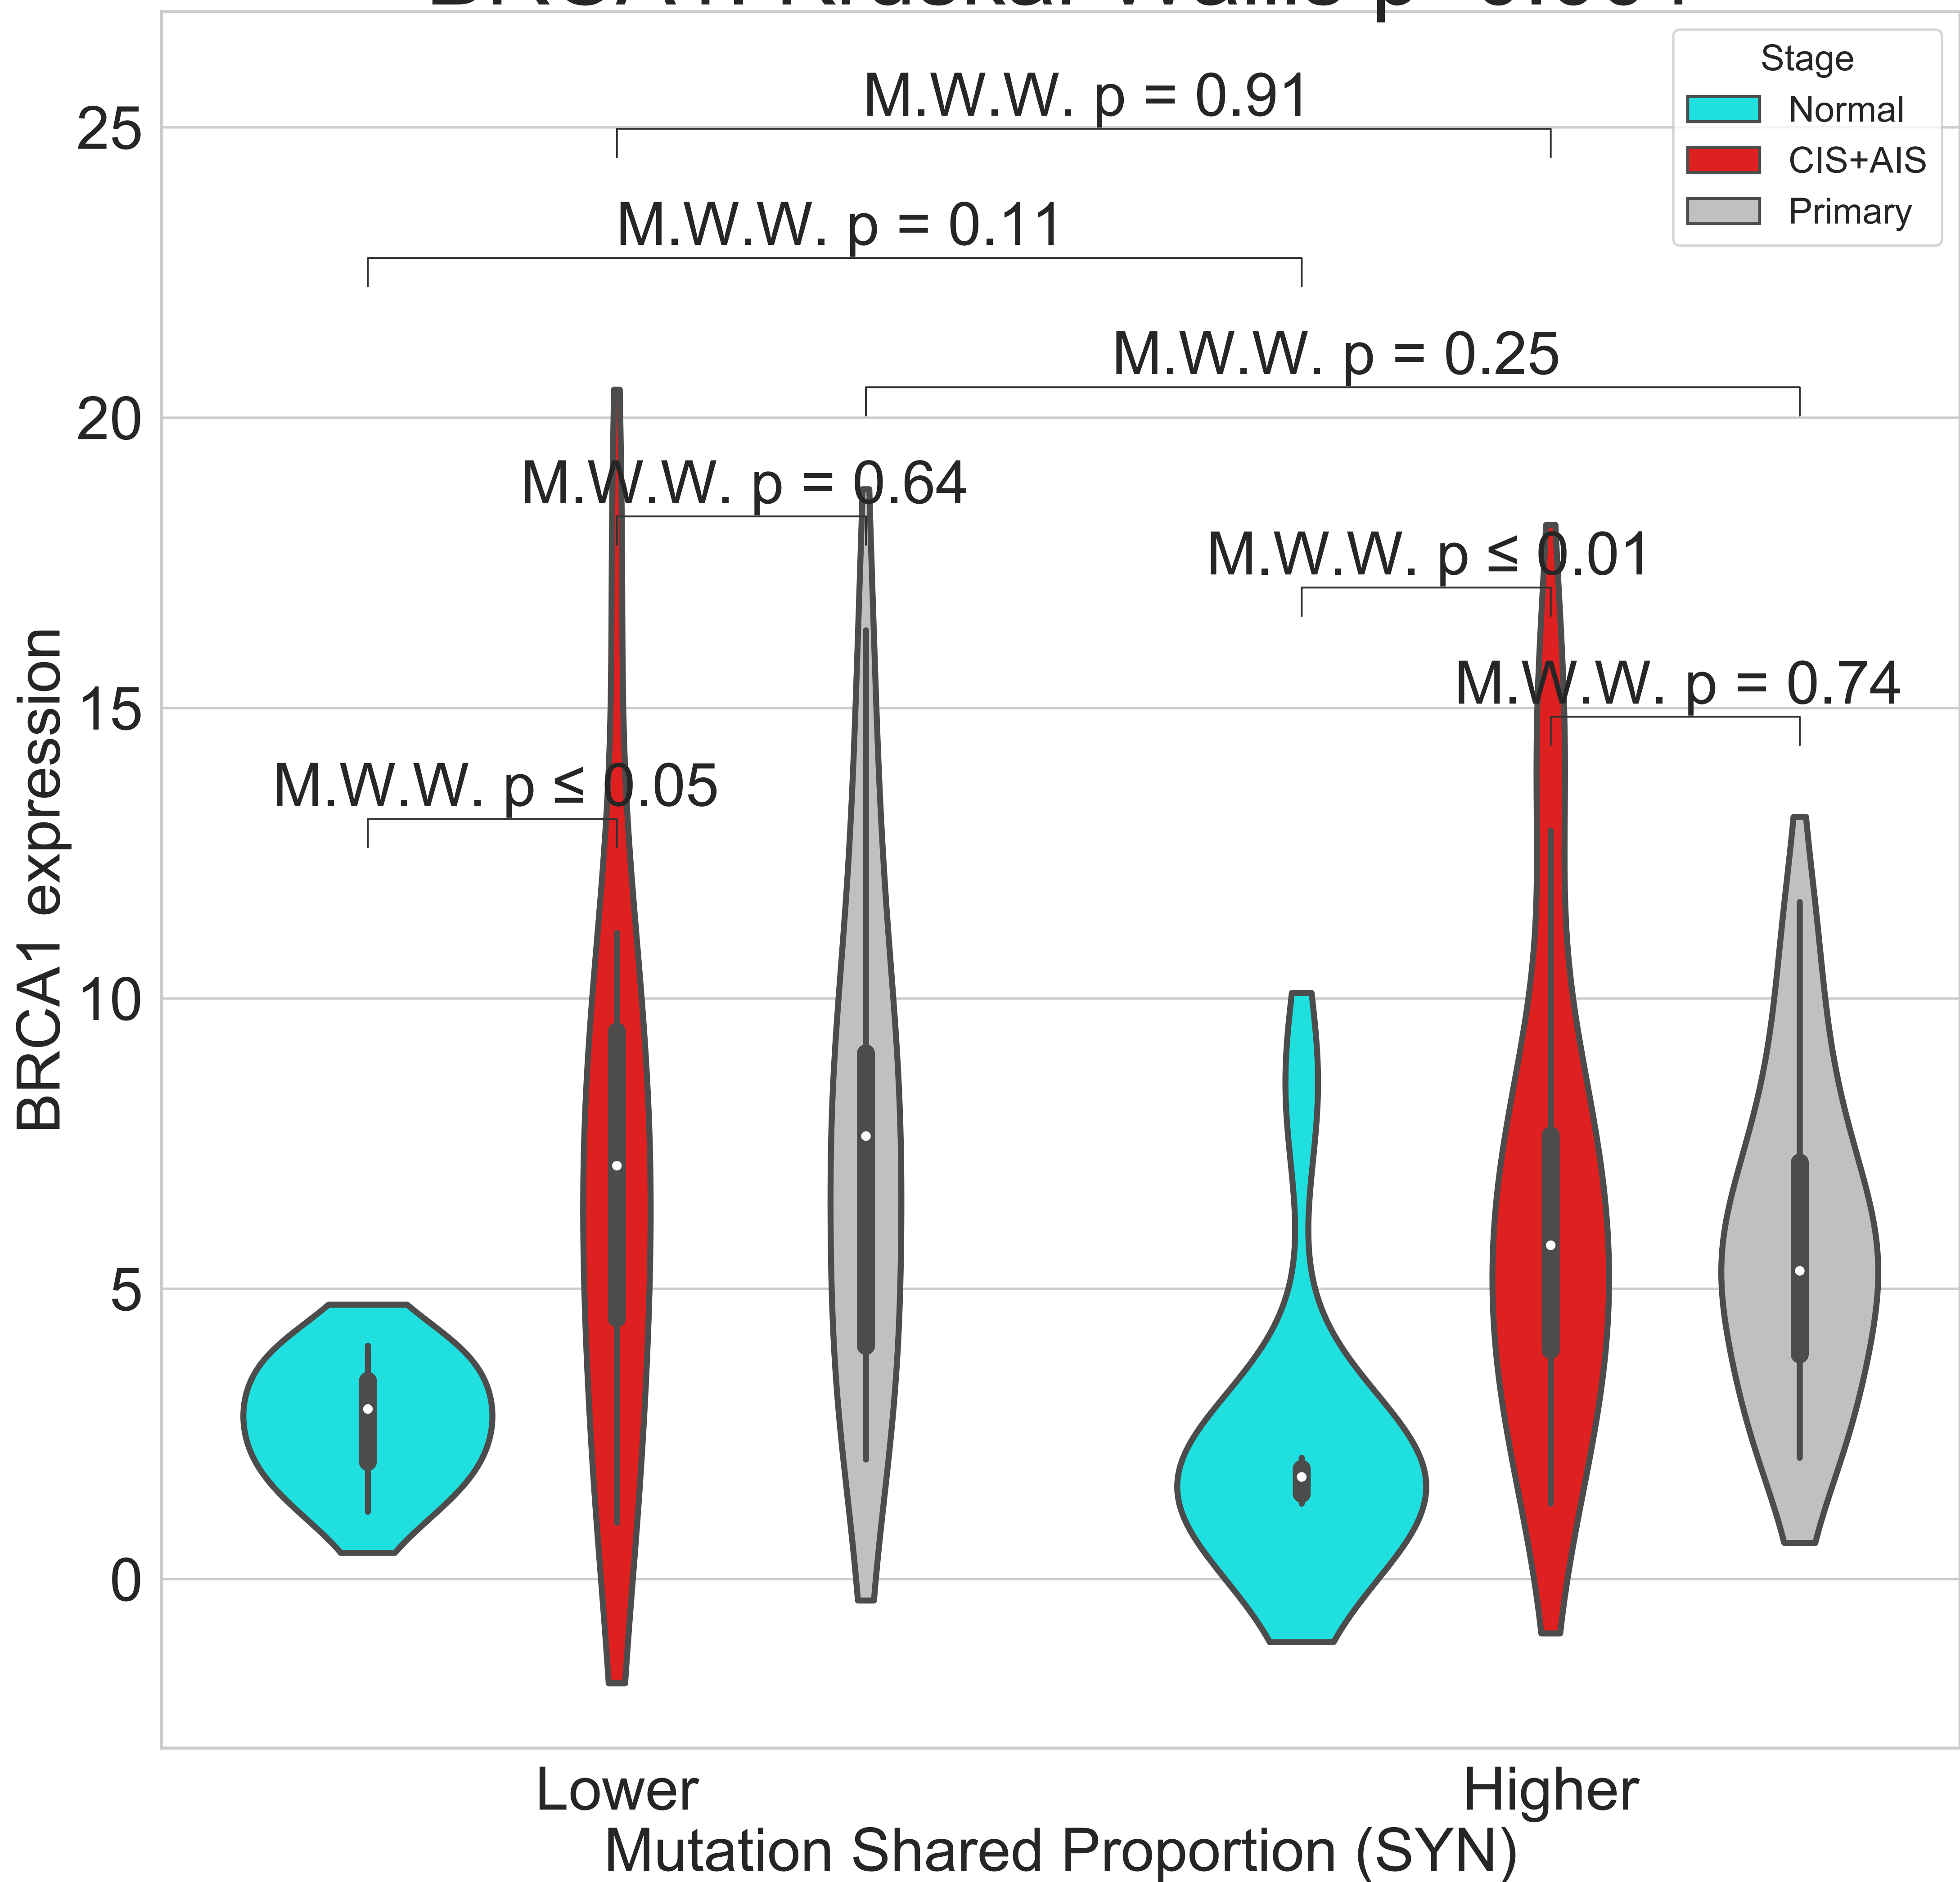 Stage
Normal
CIS+AIS
Primary
M.W.W. p = 0.91
M.W.W. p = 0.11
M.W.W. p = 0.25
M.W.W. p = 0.64
M.W.W. p ≤ 0.01
M.W.W. p = 0.74
M.W.W. p ≤ 0.05
25
20
15
10
5
0
BRCA1 expression
Lower
Higher
Mutation Shared Proportion (SYN)